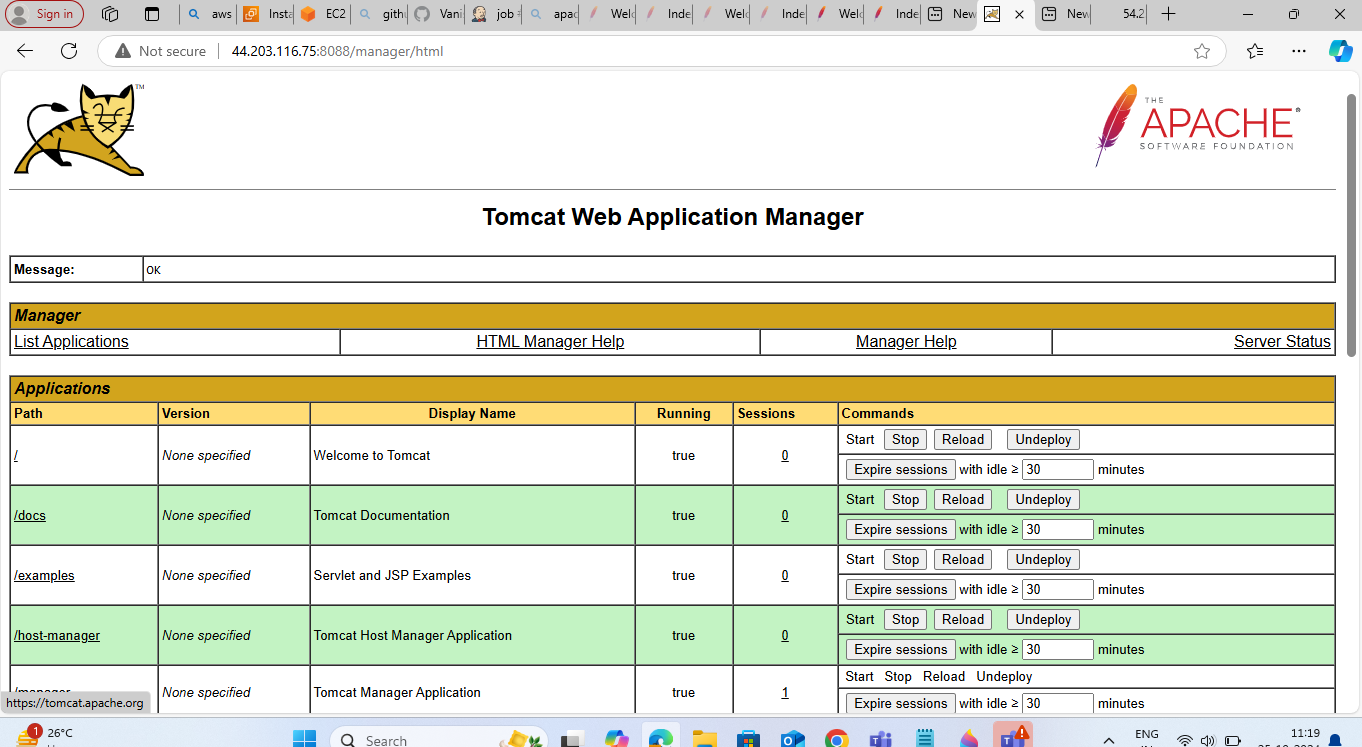 Sign in aws Insta EC2 gith Vani job apac Welc Inde Welc Inde Welc Inde New New 54.2
Not secure 44.203.116.75:8088/manager/html
TM
THE
APACHE®
SOFTWARE FOUNDATION
Tomcat Web Application Manager
Message: OK
Manager
List Applications HTML Manager Help Manager Help Server Status
Applications
Path Version Display Name Running Sessions Commands
/ None specified Welcome to Tomcat true 0 Start Stop Reload Undeploy
Expire sessions with idle ≥ 30 minutes
/docs None specified Tomcat Documentation true 0 Start Stop Reload Undeploy
Expire sessions with idle ≥ 30 minutes
/examples None specified Servlet and JSP Examples true 0 Start Stop Reload Undeploy
Expire sessions with idle ≥ 30 minutes
/host-manager None specified Tomcat Host Manager Application true 0 Start Stop Reload Undeploy
Expire sessions with idle ≥ 30 minutes
/manager None specified Tomcat Manager Application true 1 Start Stop Reload Undeploy
Expire sessions with idle ≥ 30 minutes
https://tomcat.apache.org
1 26°C
Search
ENG
11:19